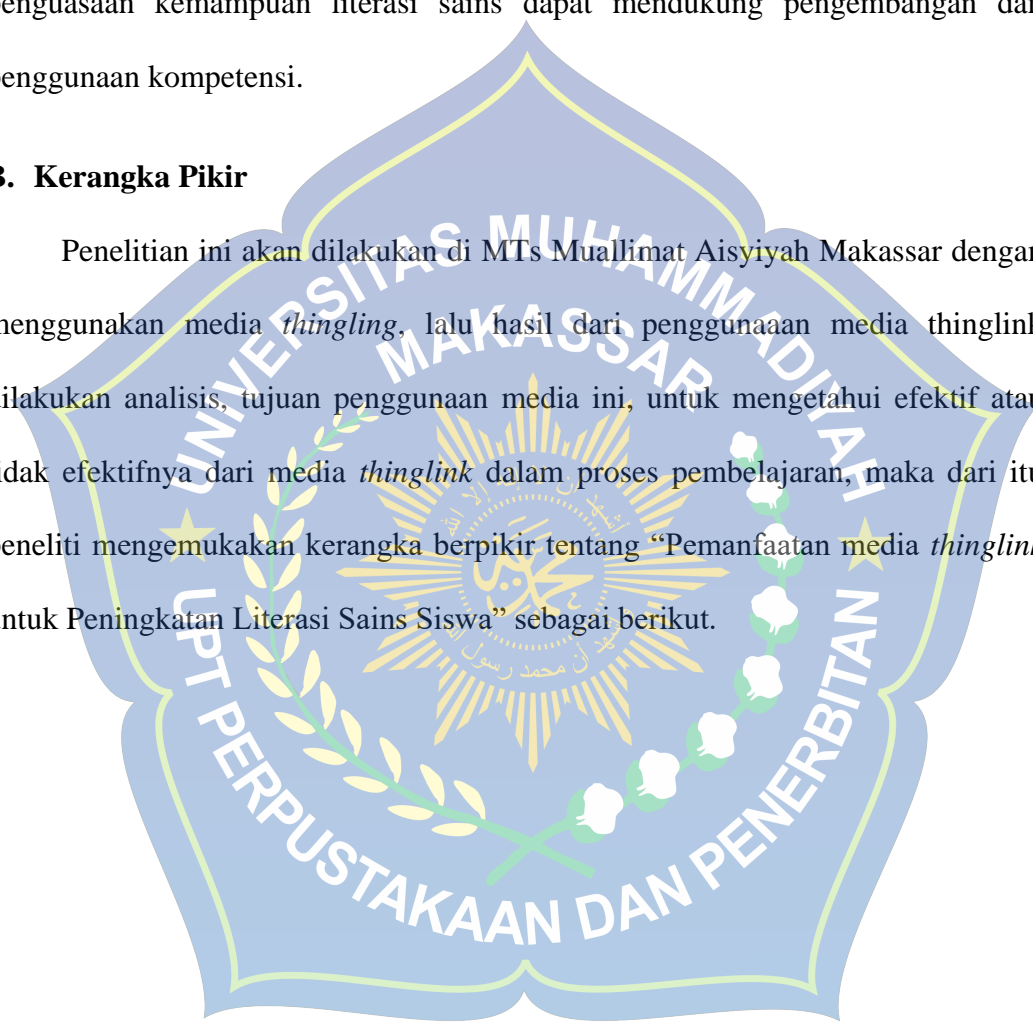 penguasaan kemampuan literasi sains dapat mendukung pengembangan dan
penggunaan kompetensi.
B. Kerangka Pikir
Penelitian ini akan dilakukan di MTs Muallimat Aisyiyah Makassar dengan
menggunakan media thingling, lalu hasil dari penggunaaan media thinglink
dilakukan analisis, tujuan penggunaan media ini, untuk mengetahui efektif atau
tidak efektifnya dari media thinglink dalam proses pembelajaran, maka dari itu
peneliti mengemukakan kerangka berpikir tentang “Pemanfaatan media thinglink
untuk Peningkatan Literasi Sains Siswa” sebagai berikut.
UNIVERSITAS MUHAMMADIYAH
MAKASSAR
محمد
UPT PERPUSTAKAAN DAN PENERBITAN